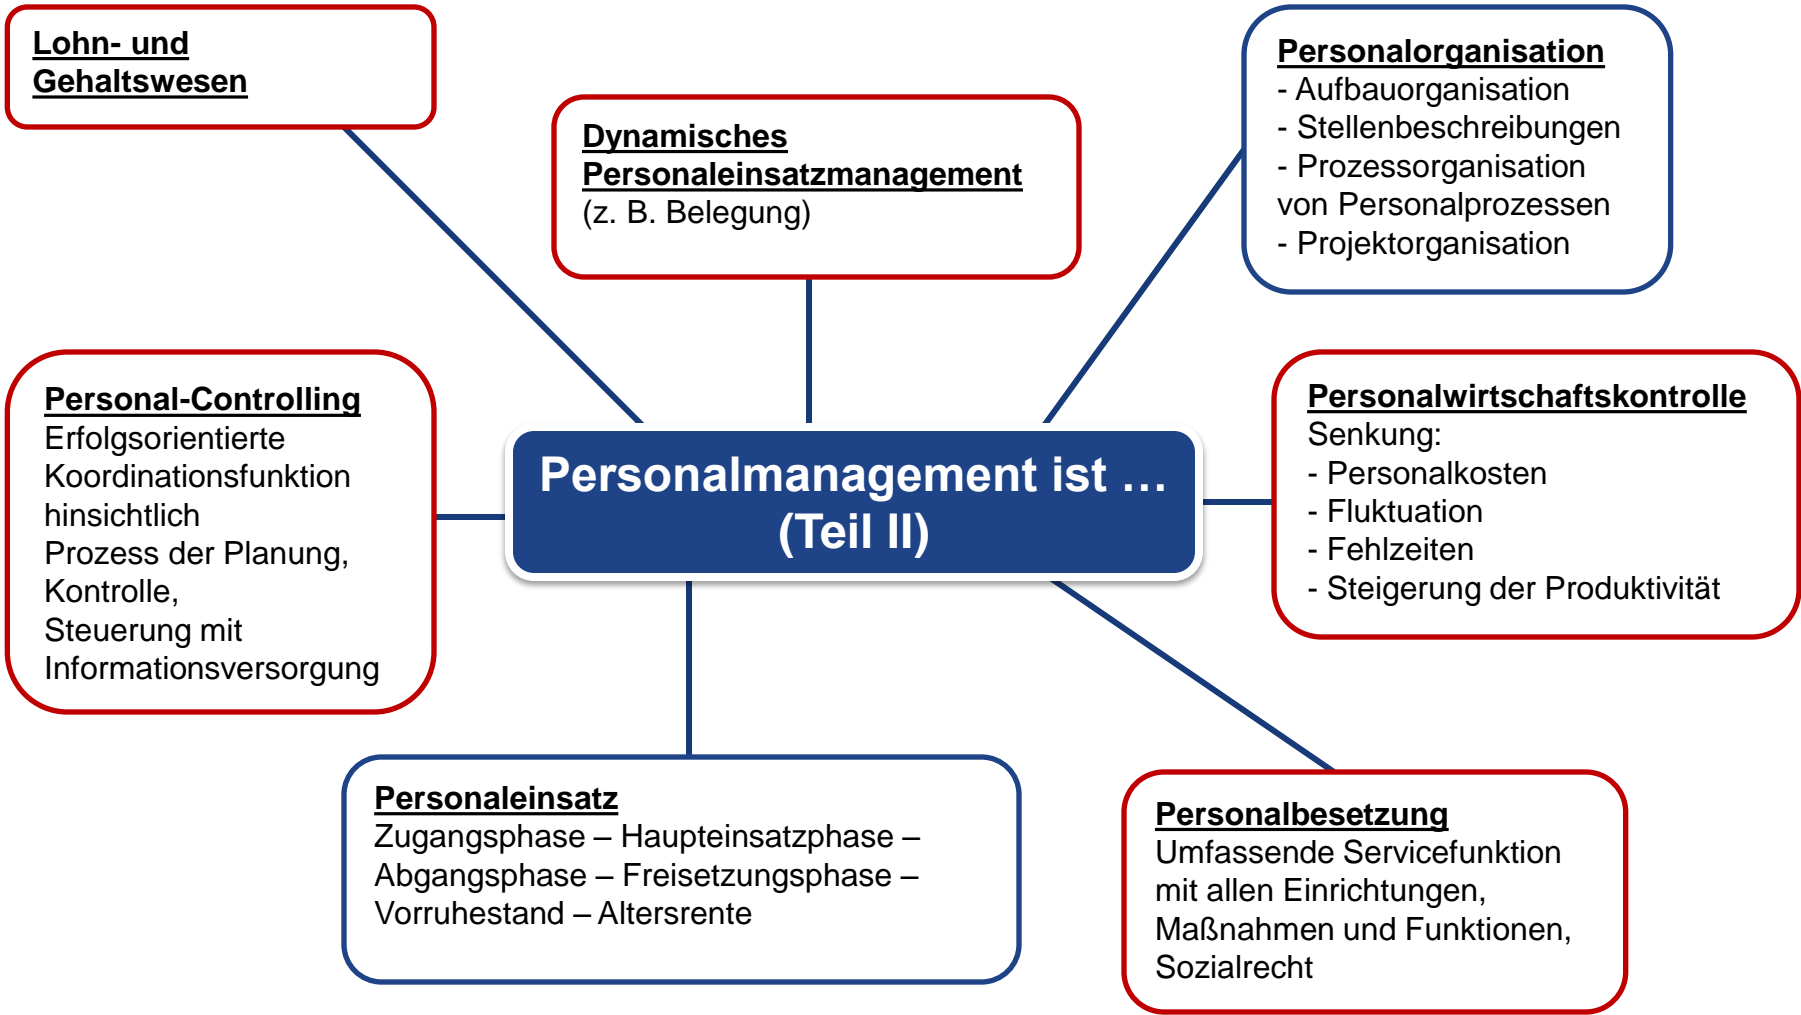 Lohn- und
Gehaltswesen
Dynamisches
Personaleinsatzmanagement
(z. B. Belegung)
Personalorganisation
- Aufbauorganisation
- Stellenbeschreibungen
- Prozessorganisation
von Personalprozessen
- Projektorganisation
Personal-Controlling
Erfolgsorientierte
Koordinationsfunktion
hinsichtlich
Prozess der Planung,
Kontrolle,
Steuerung mit
Informationsversorgung
Personalmanagement ist …
(Teil II)
Personalwirtschaftskontrolle
Senkung:
- Personalkosten
- Fluktuation
- Fehlzeiten
- Steigerung der Produktivität
Personaleinsatz
Zugangsphase – Haupteinsatzphase –
Abgangsphase – Freisetzungsphase –
Vorruhestand – Altersrente
Personalbesetzung
Umfassende Servicefunktion
mit allen Einrichtungen,
Maßnahmen und Funktionen,
Sozialrecht